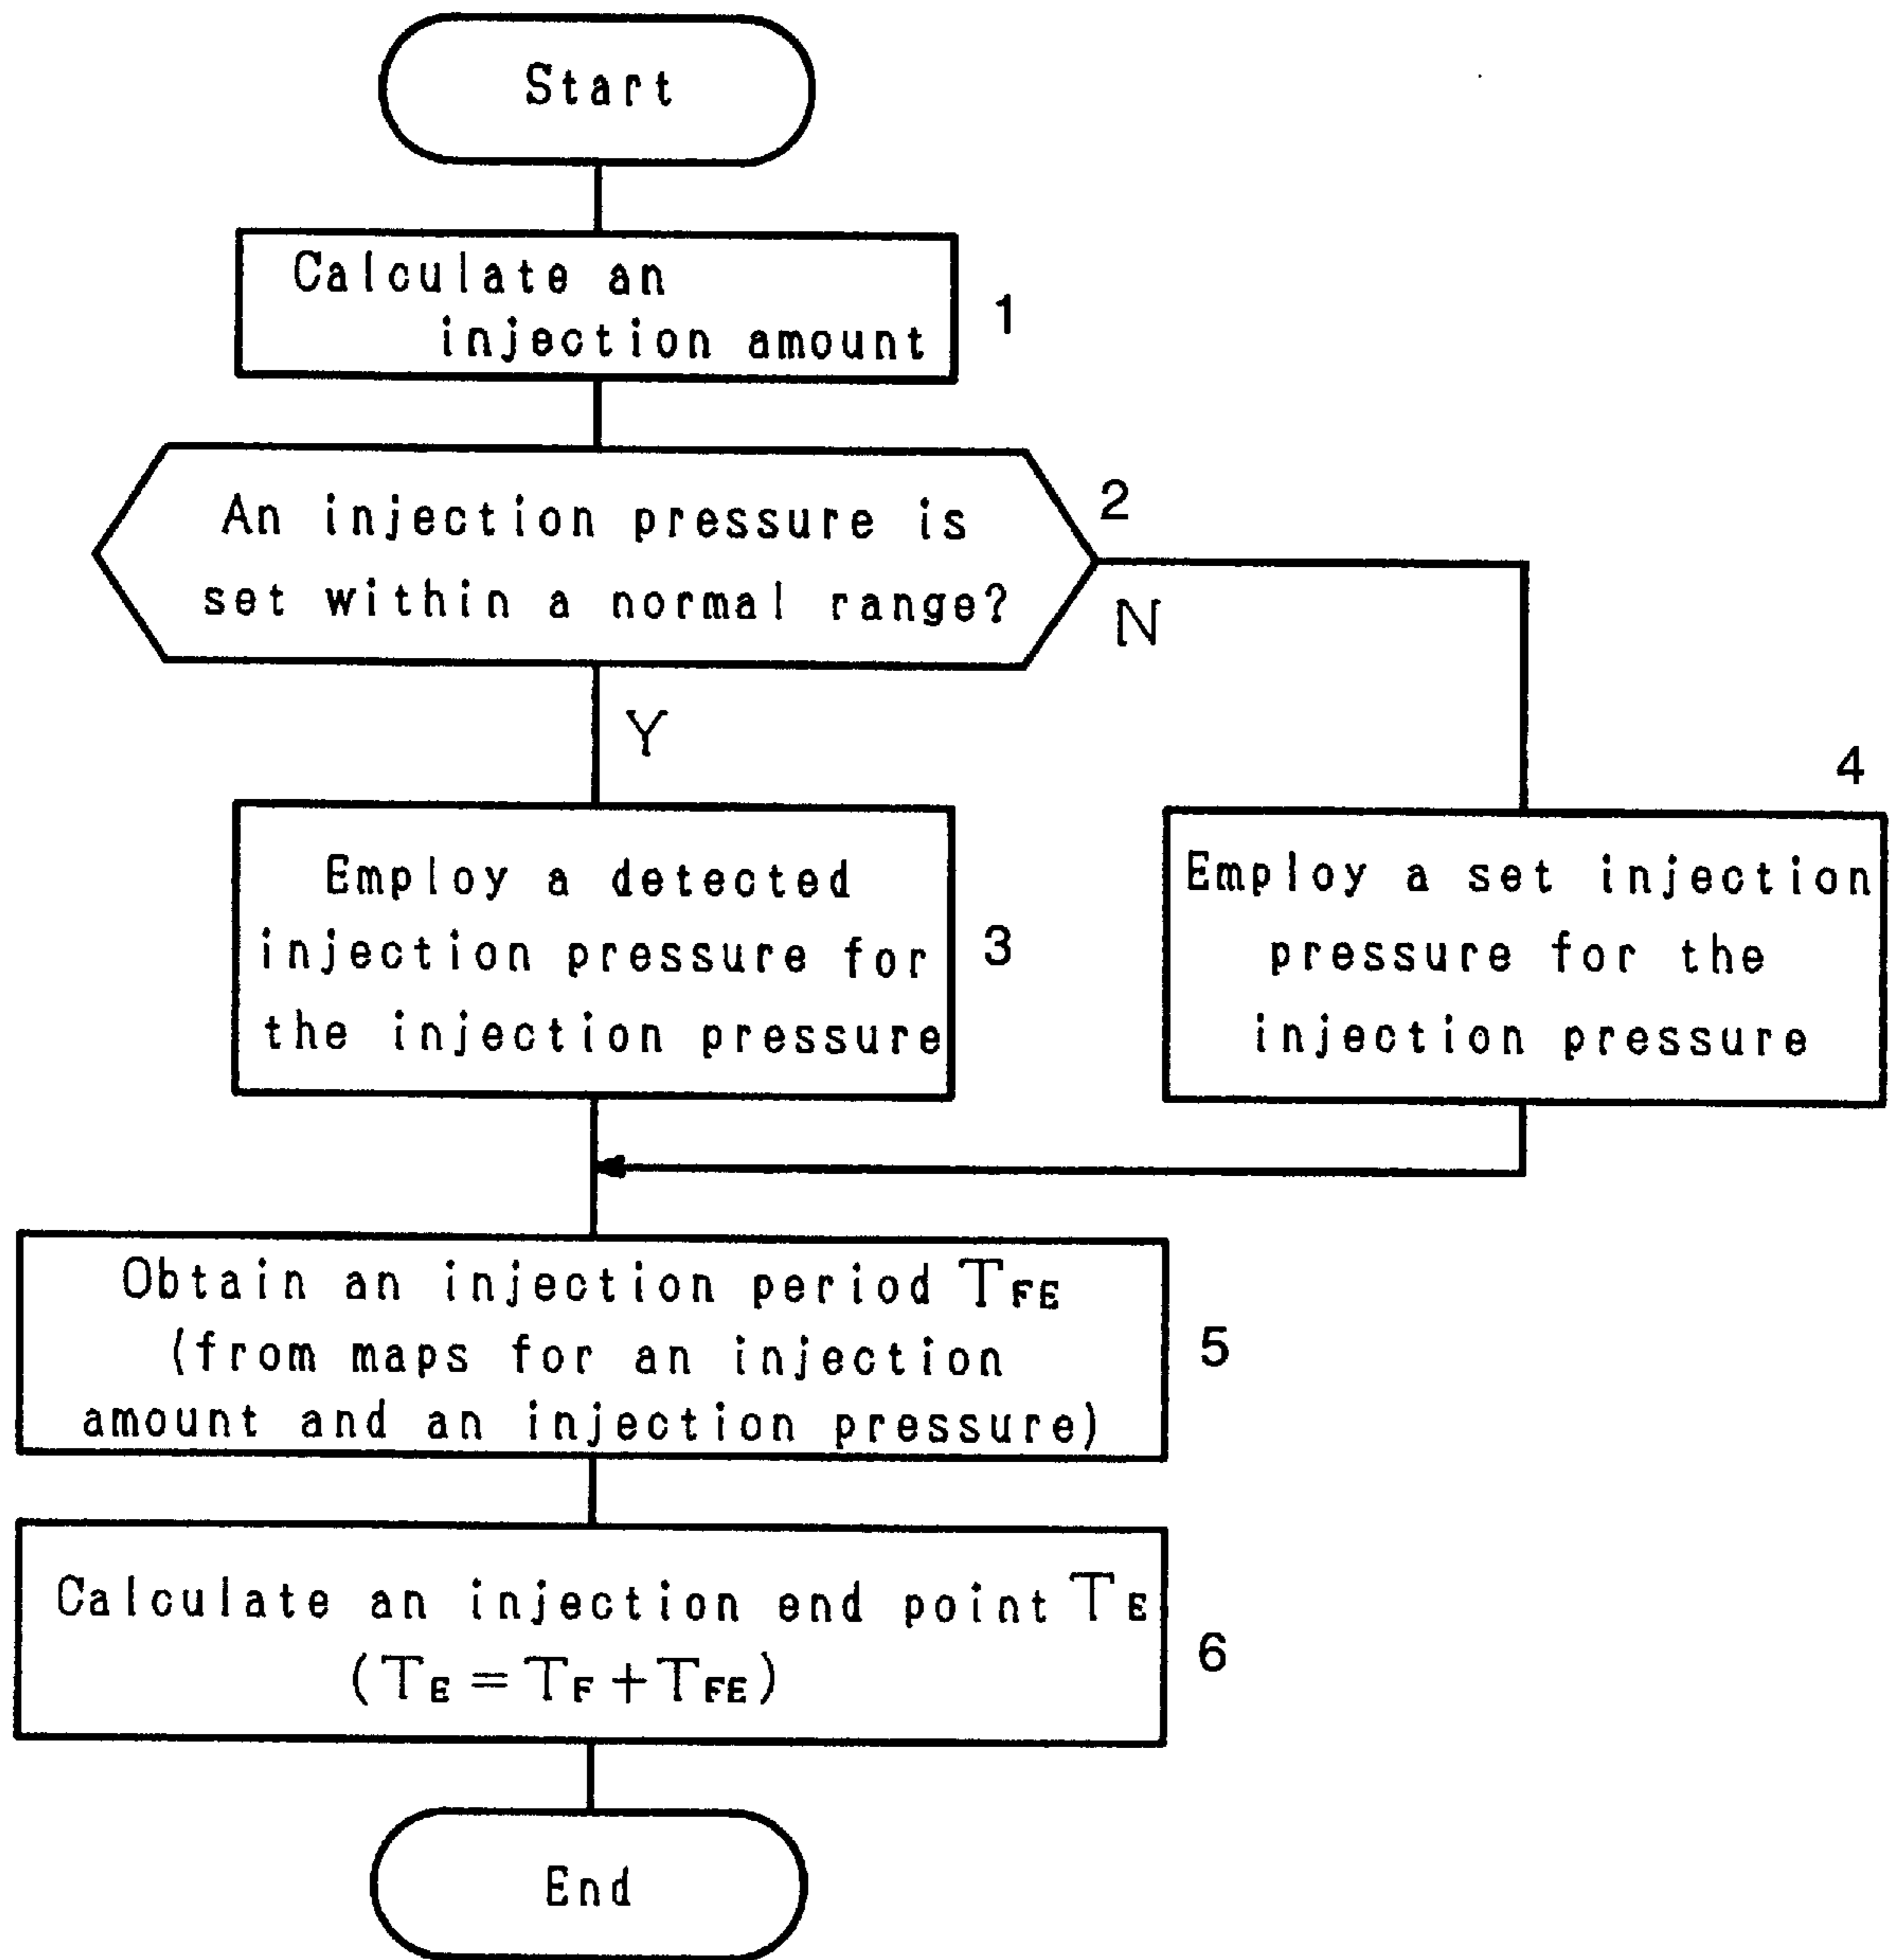 Start
Calculate an
injection amount
1
An injection pressure is
set within a normal range?
2
N
Y
Employ a detected
injection pressure for
the injection pressure
3
4
Employ a set injection
pressure for the
injection pressure
Obtain an injection period TFE
(from maps for an injection
amount and an injection pressure)
5
Calculate an injection end point TE
(TE=TF+TFE)
6
End